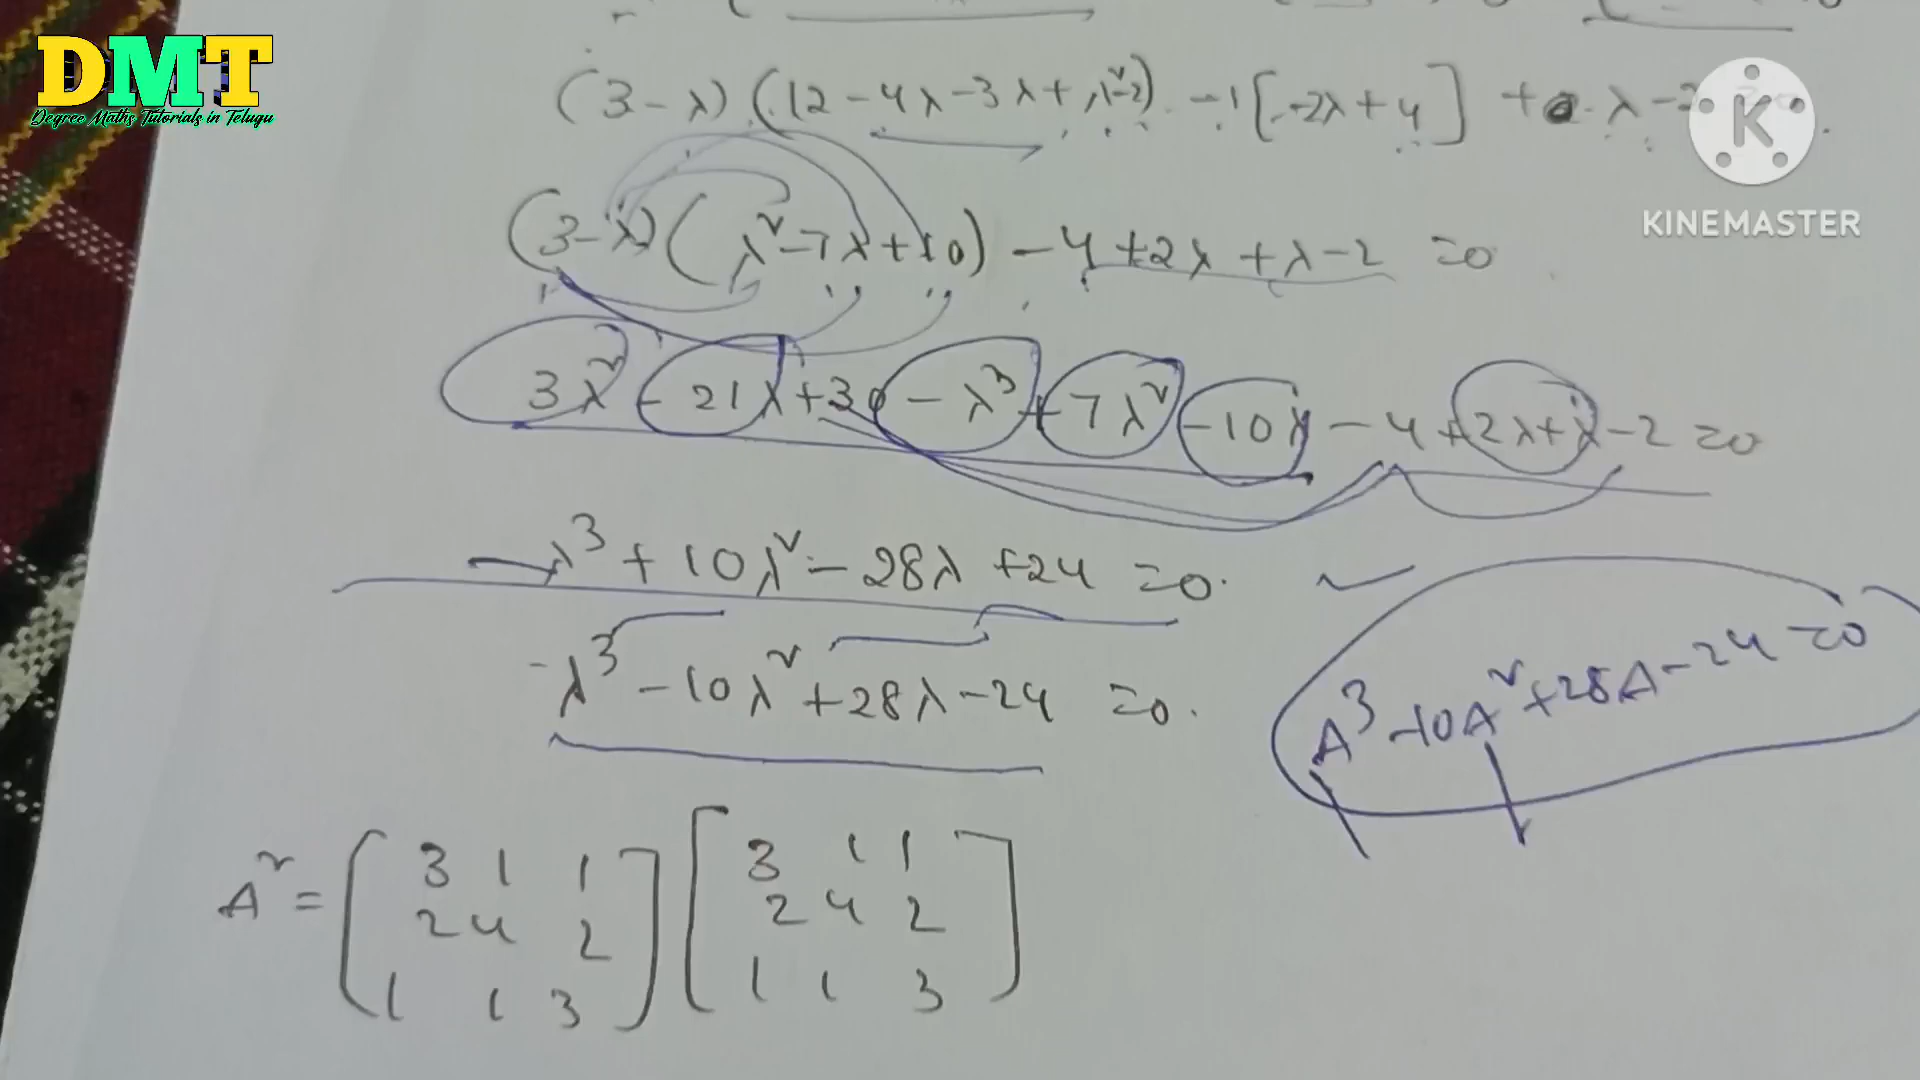 DMT
Degree Maths Tutorials in Telugu
K
KINEMASTER
(3-λ) (12-4λ-3λ+λ²-2) -1[-2λ+4] + λ-2
(3-λ) (λ²-7λ+10) -4+2λ+λ-2 =0
3λ² -21λ+30 -λ³ +7λ² -10λ -4+2λ+λ-2=0
-λ³+10λ²-28λ+24=0.
λ³-10λ²+28λ-24 =0.
A³-10A²+28A-24=0
A² = [3 1 1] [3 1 1]
2 4 2 2 4 2
1 1 3 1 1 3